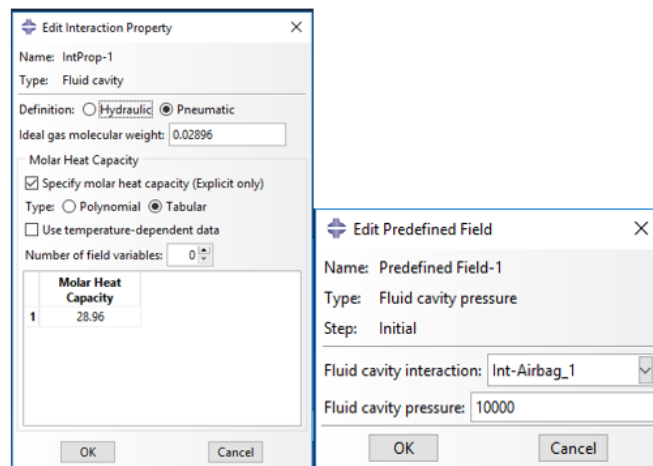 Edit Interaction Property
Name: IntProp-1
Type: Fluid cavity
Definition: Hydraulic Pneumatic
Ideal gas molecular weight: 0.02896
Molar Heat Capacity
Specify molar heat capacity (Explicit only)
Type: Polynomial Tabular
Use temperature-dependent data
Number of field variables: 0
Molar Heat
Capacity
1 28.96
OK Cancel
Edit Predefined Field
Name: Predefined Field-1
Type: Fluid cavity pressure
Step: Initial
Fluid cavity interaction: Int-Airbag_1
Fluid cavity pressure: 10000
OK Cancel